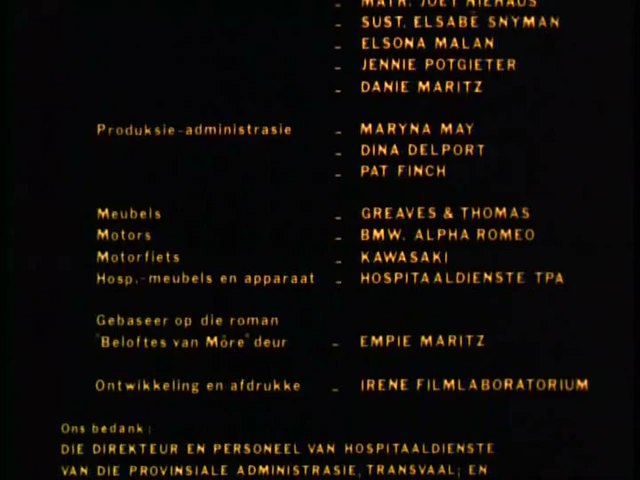 MATR. JOEY NIEHAUS
– SUST. ELSABÉ SNYMAN
– ELSONA MALAN
– JENNIE POTGIETER
– DANIE MARITZ
Produksie-administrasie – MARYNA MAY
– DINA DELPORT
– PAT FINCH
Meubels – GREAVES & THOMAS
Motors – BMW. ALPHA ROMEO
Motorfiets – KAWASAKI
Hosp.-meubels en apparaat – HOSPITAALDIENSTE TPA
Gebaseer op die roman
"Beloftes van Môre" deur – EMPIE MARITZ
Ontwikkeling en afdrukke – IRENE FILMLABORATORIUM
Ons bedank:
DIE DIREKTEUR EN PERSONEEL VAN HOSPITAALDIENSTE
VAN DIE PROVINSIALE ADMINISTRASIE, TRANSVAAL; EN